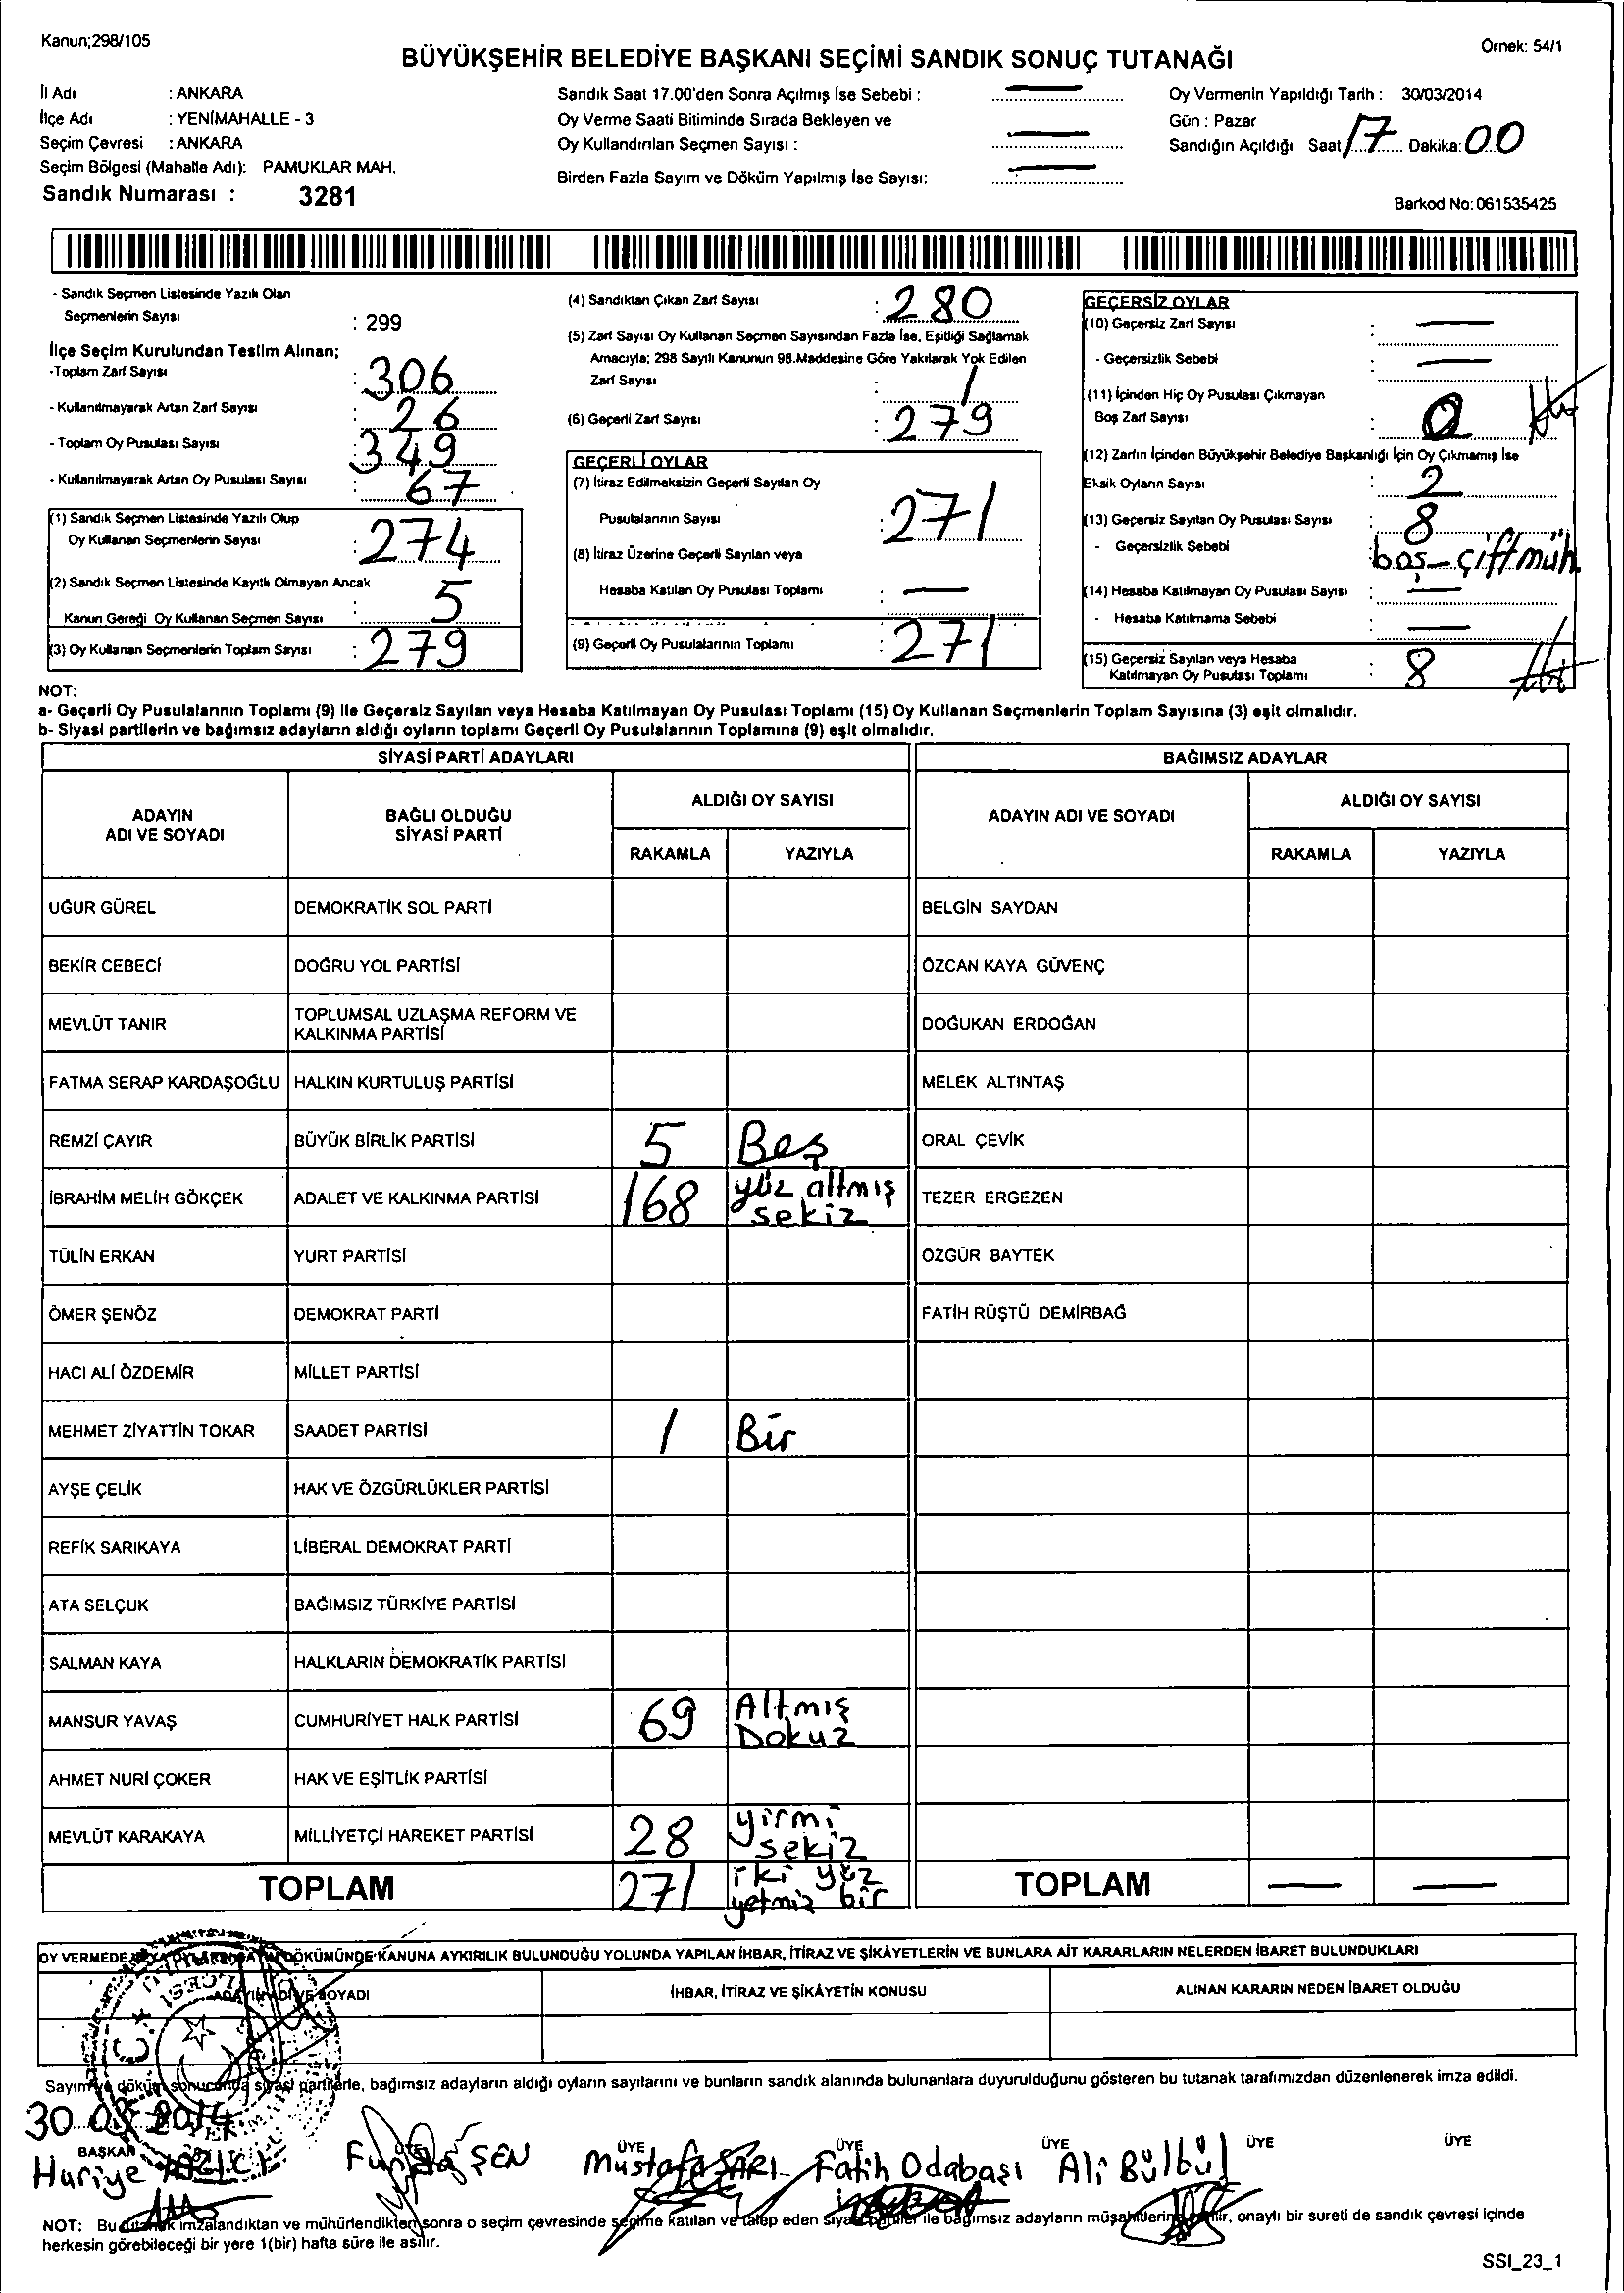 Kanun;298/105
Örnek: 54/1
BÜYÜKŞEHİR BELEDİYE BAŞKANI SEÇİMİ SANDIK SONUÇ TUTANAĞI
İl Adı : ANKARA
İlçe Adı : YENİMAHALLE - 3
Seçim Çevresi : ANKARA
Seçim Bölgesi (Mahalle Adı): PAMUKLAR MAH.
Sandık Numarası : 3281
Sandık Saat 17.00'den Sonra Açılmış İse Sebebi : —
Oy Verme Saati Bitiminde Sırada Bekleyen ve
Oy Kullandırılan Seçmen Sayısı : —
Birden Fazla Sayım ve Döküm Yapılmış İse Sayısı: —
Oy Vermenin Yapıldığı Tarih : 30/03/2014
Gün : Pazar
Sandığın Açıldığı Saat 17 Dakika: 00
Barkod No: 061535425
- Sandık Seçmen Listesinde Yazılı Olan
Seçmenlerin Sayısı : 299
İlçe Seçim Kurulundan Teslim Alınan;
-Toplam Zarf Sayısı : 306
- Kullanılmayarak Artan Zarf Sayısı : 26
- Toplam Oy Pusulası Sayısı : 349
- Kullanılmayarak Artan Oy Pusulası Sayısı : 67
(1) Sandık Seçmen Listesinde Yazılı Olup
Oy Kullanan Seçmenlerin Sayısı : 274
(2) Sandık Seçmen Listesinde Kayıtlı Olmayan Ancak
Kanun Gereği Oy Kullanan Seçmen Sayısı : 5
(3) Oy Kullanan Seçmenlerin Toplam Sayısı : 279
(4) Sandıktan Çıkan Zarf Sayısı : 280
(5) Zarf Sayısı Oy Kullanan Seçmen Sayısından Fazla İse, Eşitliği Sağlamak
Amacıyla; 298 Sayılı Kanunun 98.Maddesine Göre Yakılarak Yok Edilen
Zarf Sayısı : 1
(6) Geçerli Zarf Sayısı : 279
GEÇERLİ OYLAR
(7) İtiraz Edilmeksizin Geçerli Sayılan Oy
Pusulalarının Sayısı : 271
(8) İtiraz Üzerine Geçerli Sayılan veya
Hesaba Katılan Oy Pusulası Toplamı : —
(9) Geçerli Oy Pusulalarının Toplamı : 271
GEÇERSİZ OYLAR
(10) Geçersiz Zarf Sayısı : —
- Geçersizlik Sebebi : —
(11) İçinden Hiç Oy Pusulası Çıkmayan
Boş Zarf Sayısı : 0
(12) Zarfın İçinden Büyükşehir Belediye Başkanlığı İçin Oy Çıkmamış İse
Eksik Oyların Sayısı : 2
(13) Geçersiz Sayılan Oy Pusulası Sayısı : 8
- Geçersizlik Sebebi : boş-çift müh.
(14) Hesaba Katılmayan Oy Pusulası Sayısı : —
- Hesaba Katılmama Sebebi : —
(15) Geçersiz Sayılan veya Hesaba
Katılmayan Oy Pusulası Toplamı : 8
NOT:
a- Geçerli Oy Pusulalarının Toplamı (9) ile Geçersiz Sayılan veya Hesaba Katılmayan Oy Pusulası Toplamı (15) Oy Kullanan Seçmenlerin Toplam Sayısına (3) eşit olmalıdır.
b- Siyasi partilerin ve bağımsız adayların aldığı oyların toplamı Geçerli Oy Pusulalarının Toplamına (9) eşit olmalıdır.
SİYASİ PARTİ ADAYLARI BAĞIMSIZ ADAYLAR
ADAYIN ADI VE SOYADI BAĞLI OLDUĞU SİYASİ PARTİ ALDIĞI OY SAYISI ADAYIN ADI VE SOYADI ALDIĞI OY SAYISI
RAKAMLA YAZIYLA RAKAMLA YAZIYLA
UĞUR GÜREL DEMOKRATİK SOL PARTİ BELGİN SAYDAN
BEKİR CEBECİ DOĞRU YOL PARTİSİ ÖZCAN KAYA GÜVENÇ
MEVLÜT TANIR TOPLUMSAL UZLAŞMA REFORM VE KALKINMA PARTİSİ DOĞUKAN ERDOĞAN
FATMA SERAP KARDAŞOĞLU HALKIN KURTULUŞ PARTİSİ MELEK ALTINTAŞ
REMZİ ÇAYIR BÜYÜK BİRLİK PARTİSİ 5 Beş ORAL ÇEVİK
İBRAHİM MELİH GÖKÇEK ADALET VE KALKINMA PARTİSİ 168 yüz altmış sekiz TEZER ERGEZEN
TÜLİN ERKAN YURT PARTİSİ ÖZGÜR BAYTEK
ÖMER ŞENÖZ DEMOKRAT PARTİ FATİH RÜŞTÜ DEMİRBAĞ
HACI ALİ ÖZDEMİR MİLLET PARTİSİ
MEHMET ZİYATTİN TOKAR SAADET PARTİSİ 1 Bir
AYŞE ÇELİK HAK VE ÖZGÜRLÜKLER PARTİSİ
REFİK SARIKAYA LİBERAL DEMOKRAT PARTİ
ATA SELÇUK BAĞIMSIZ TÜRKİYE PARTİSİ
SALMAN KAYA HALKLARIN DEMOKRATİK PARTİSİ
MANSUR YAVAŞ CUMHURİYET HALK PARTİSİ 69 Altmış Dokuz
AHMET NURİ ÇOKER HAK VE EŞİTLİK PARTİSİ
MEVLÜT KARAKAYA MİLLİYETÇİ HAREKET PARTİSİ 28 yirmi sekiz
TOPLAM 271 iki yüz yetmiş bir TOPLAM — —
OY VERMEDE DÖKÜMÜNDE KANUNA AYKIRILIK BULUNDUĞU YOLUNDA YAPILAN İHBAR, İTİRAZ VE ŞİKÂYETLERİN VE BUNLARA AİT KARARLARIN NELERDEN İBARET BULUNDUKLARI
ADAYIN ADI VE SOYADI İHBAR, İTİRAZ VE ŞİKÂYETİN KONUSU ALINAN KARARIN NEDEN İBARET OLDUĞU
Sayım ve döküm sonucunda siyasi partilerle, bağımsız adayların aldığı oyların sayılarını ve bunların sandık alanında bulunanlara duyurulduğunu gösteren bu tutanak tarafımızdan düzenlenerek imza edildi.
30 03 2014
BAŞKAN ÜYE ÜYE ÜYE ÜYE ÜYE ÜYE
Huriye ŞEN Mustafa SARI Fatih Odabaşı Ali Bülbül
NOT: Bu tutanak imzalandıktan ve mühürlendikten sonra o seçim çevresinde seçime katılan ve talep eden siyasi partiler ile bağımsız adayların müşahitlerine verilir, onaylı bir sureti de sandık çevresi içinde
herkesin görebileceği bir yere 1(bir) hafta süre ile asılır.
SSI_23_1